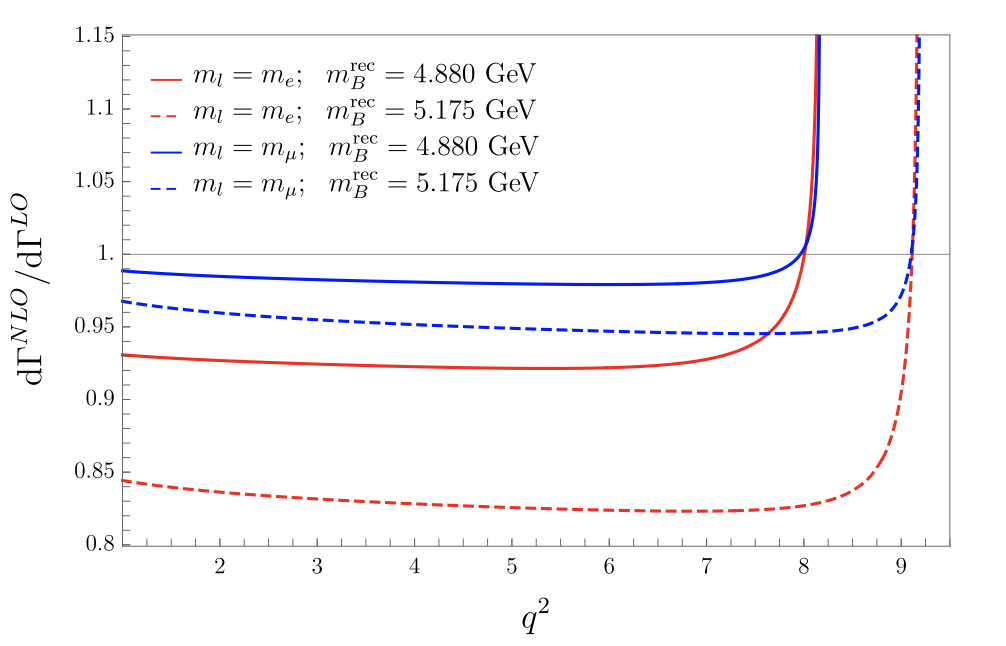 1.15
1.1
1.05
1.
0.95
0.9
0.85
0.8
dΓ^{NLO}/dΓ^{LO}
m_l = m_e; m_B^{rec} = 4.880 GeV
m_l = m_e; m_B^{rec} = 5.175 GeV
m_l = m_μ; m_B^{rec} = 4.880 GeV
m_l = m_μ; m_B^{rec} = 5.175 GeV
2 3 4 5 6 7 8 9
q^2